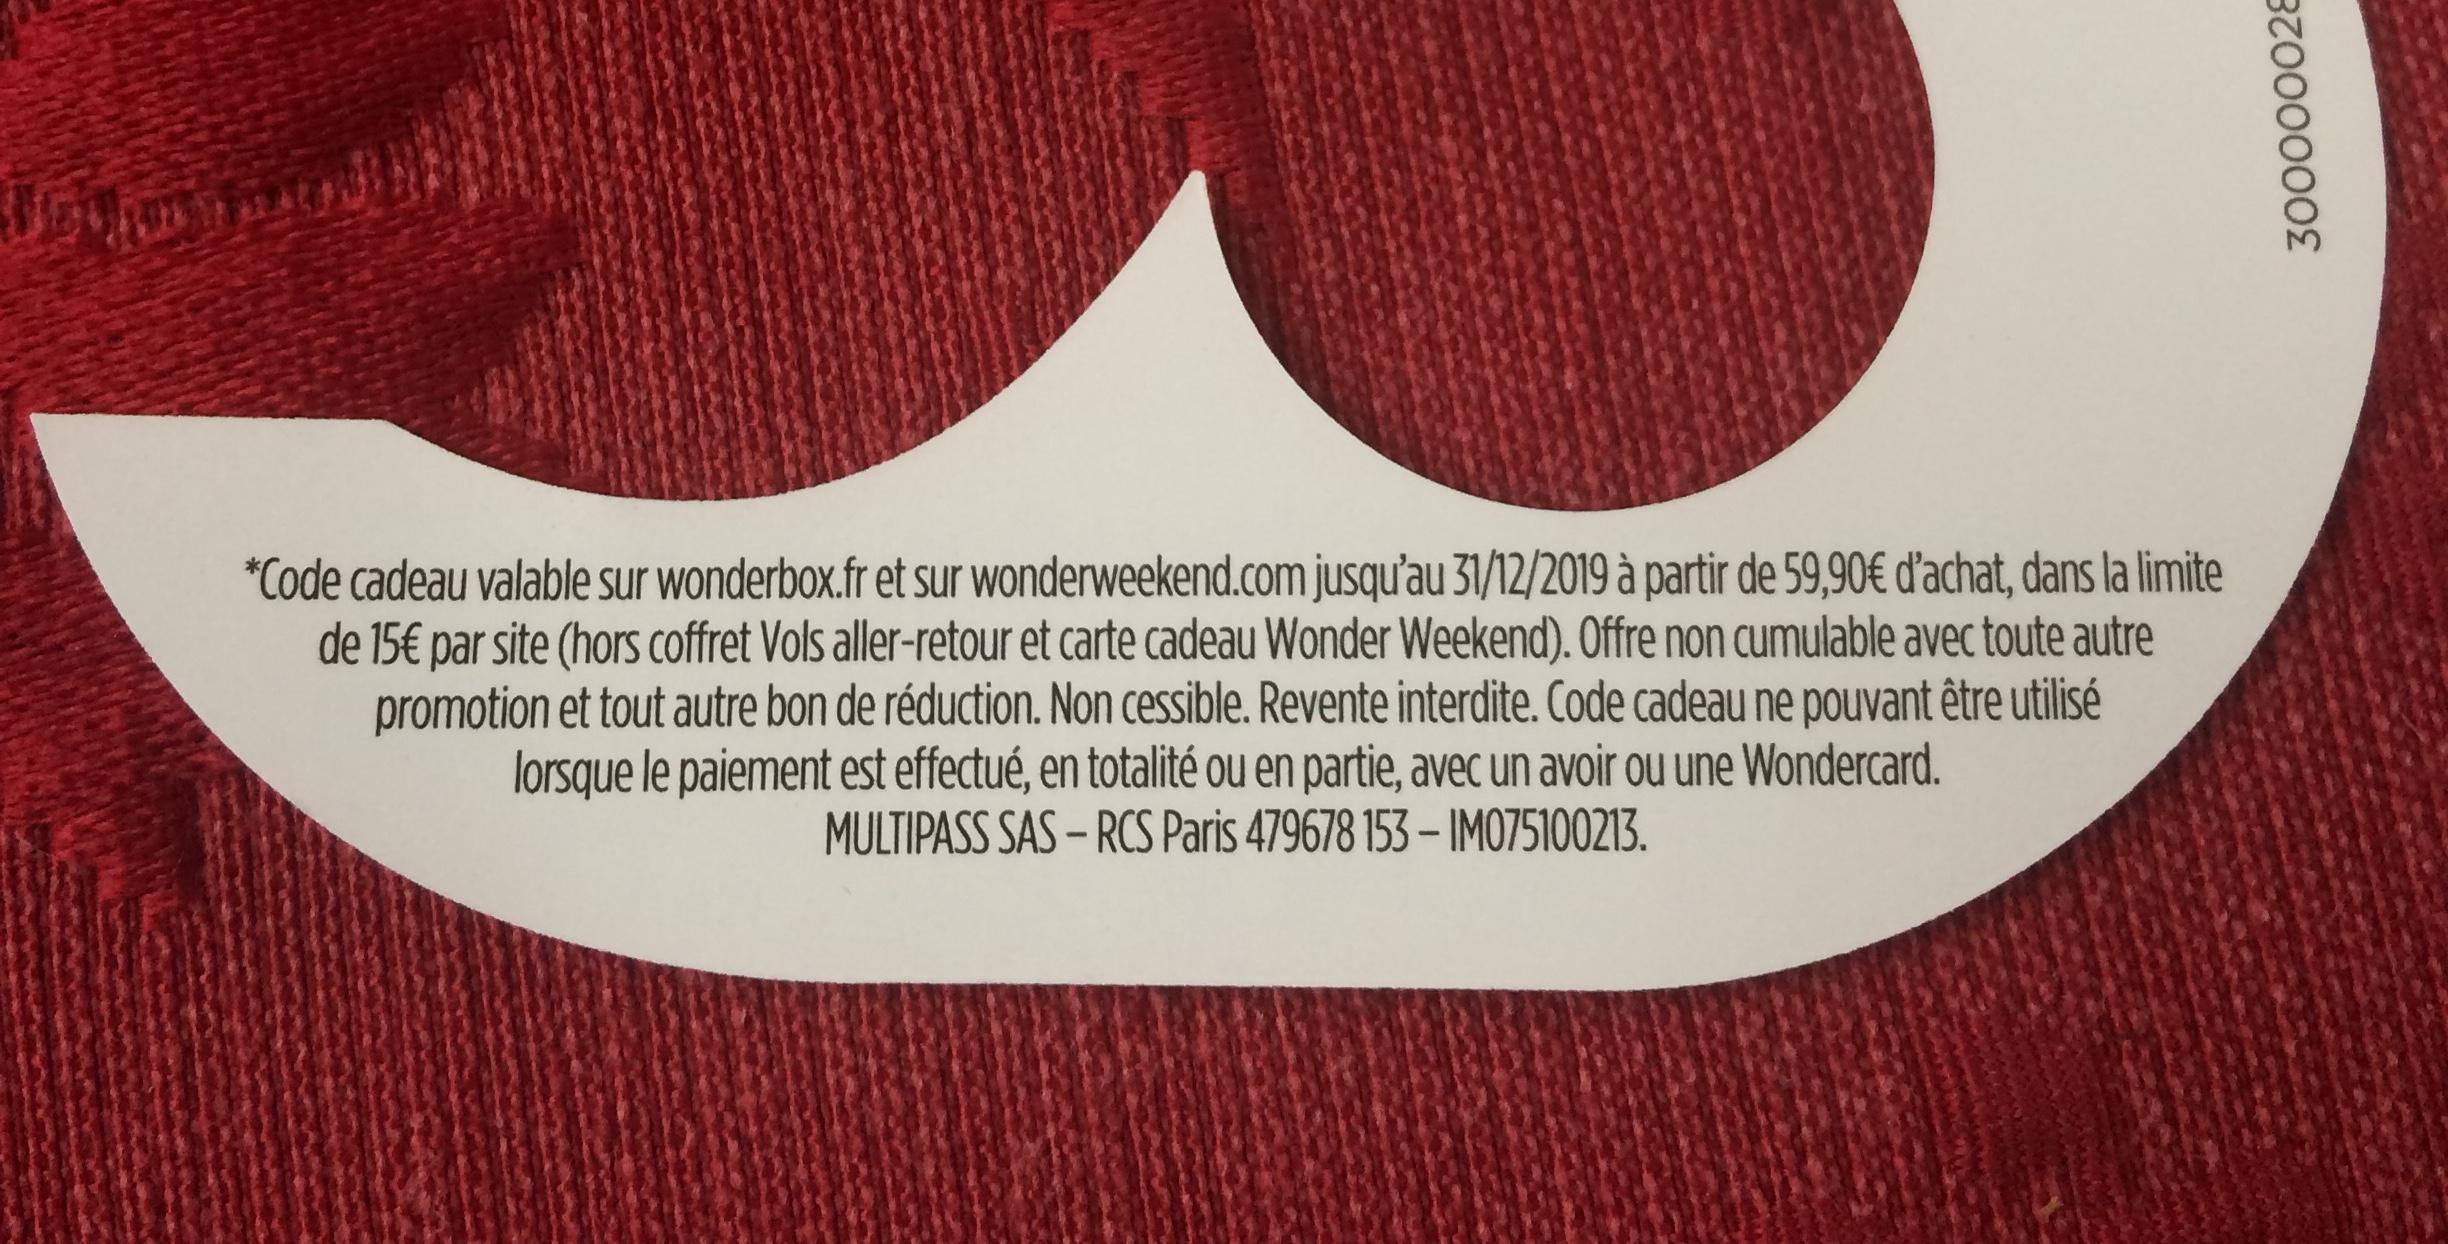 *Code cadeau valable sur wonderbox.fr et sur wonderweekend.com jusqu'au 31/12/2019 à partir de 59,90€ d'achat, dans la limite
de 15€ par site (hors coffret Vols aller-retour et carte cadeau Wonder Weekend). Offre non cumulable avec toute autre
promotion et tout autre bon de réduction. Non cessible. Revente interdite. Code cadeau ne pouvant être utilisé
lorsque le paiement est effectué, en totalité ou en partie, avec un avoir ou une Wondercard.
MULTIPASS SAS – RCS Paris 479678 153 – IM075100213.
300000028